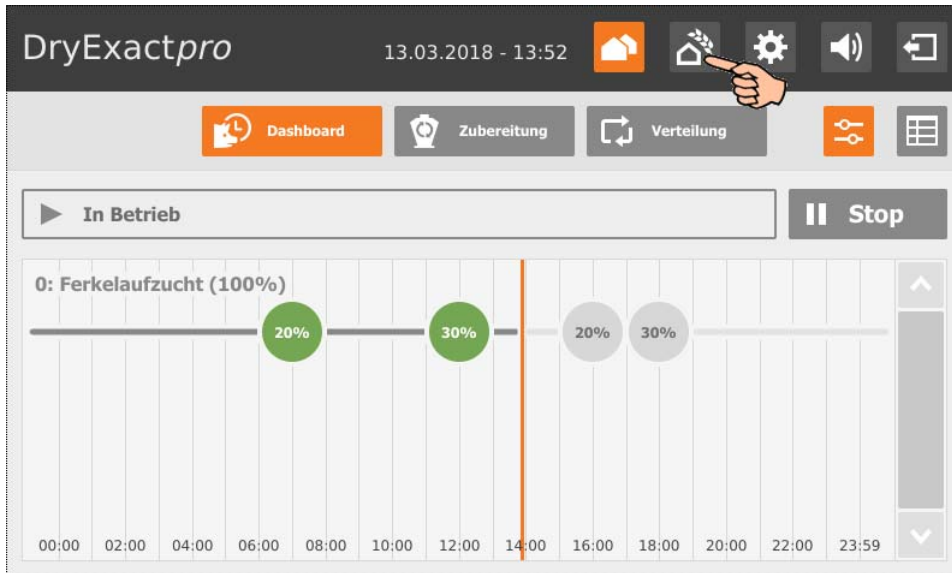 DryExactpro 13.03.2018 - 13:52
Dashboard Zubereitung Verteilung
In Betrieb Stop
0: Ferkelaufzucht (100%)
20% 30% 20% 30%
00:00 02:00 04:00 06:00 08:00 10:00 12:00 14:00 16:00 18:00 20:00 22:00 23:59